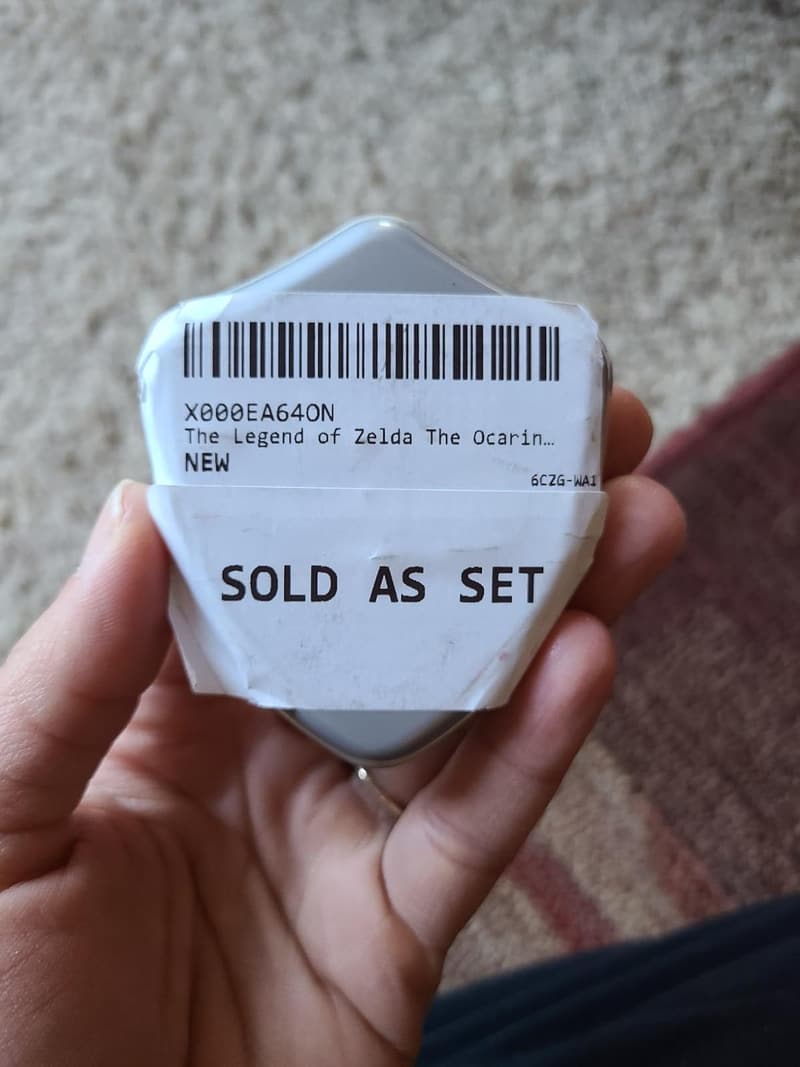 X000EA64ON
The Legend of Zelda The Ocarin…
NEW
6CZG-WA1
SOLD AS SET